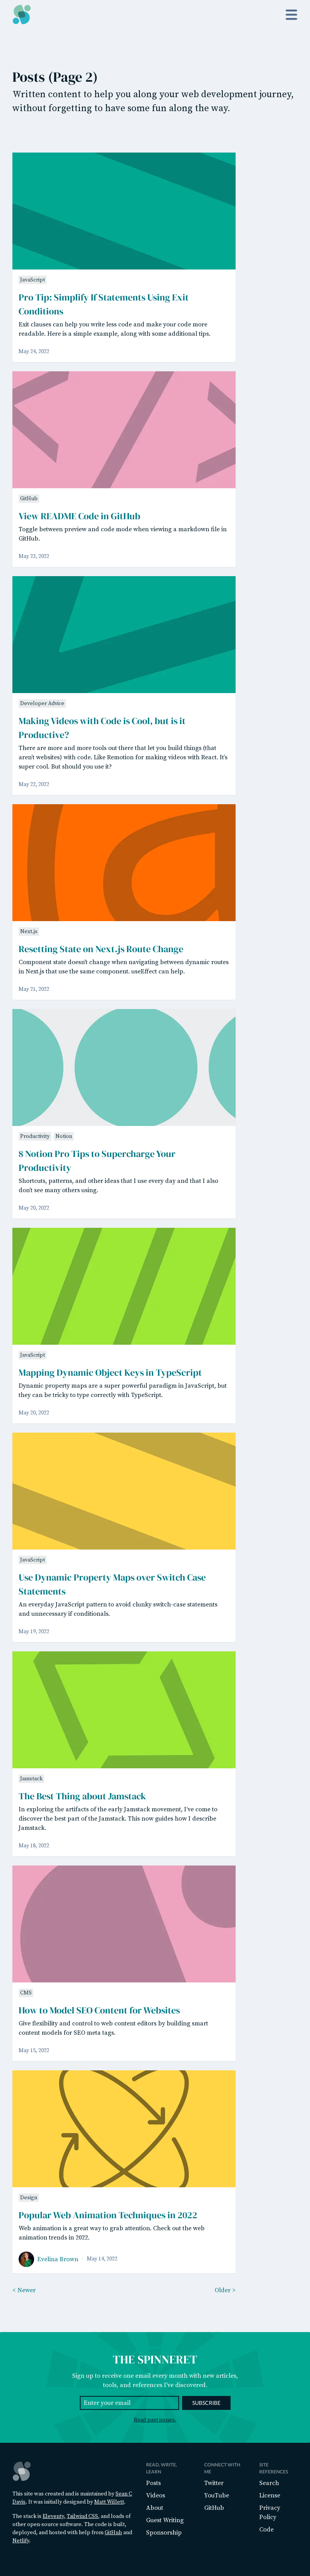 Posts (Page 2)
Written content to help you along your web development journey,
without forgetting to have some fun along the way.
JavaScript
Pro Tip: Simplify If Statements Using Exit
Conditions
Exit clauses can help you write less code and make your code more
readable. Here is a simple example, along with some additional tips.
May 24, 2022
GitHub
View README Code in GitHub
Toggle between preview and code mode when viewing a markdown file in
GitHub.
May 23, 2022
Developer Advice
Making Videos with Code is Cool, but is it
Productive?
There are more and more tools out there that let you build things (that
aren't websites) with code. Like Remotion for making videos with React. It's
super cool. But should you use it?
May 22, 2022
Next.js
Resetting State on Next.js Route Change
Component state doesn't change when navigating between dynamic routes
in Next.js that use the same component. useEffect can help.
May 21, 2022
Productivity Notion
8 Notion Pro Tips to Supercharge Your
Productivity
Shortcuts, patterns, and other ideas that I use every day and that I also
don't see many others using.
May 20, 2022
JavaScript
Mapping Dynamic Object Keys in TypeScript
Dynamic property maps are a super powerful paradigm in JavaScript, but
they can be tricky to type correctly with TypeScript.
May 20, 2022
JavaScript
Use Dynamic Property Maps over Switch Case
Statements
An everyday JavaScript pattern to avoid chunky switch-case statements
and unnecessary if conditionals.
May 19, 2022
Jamstack
The Best Thing about Jamstack
In exploring the artifacts of the early Jamstack movement, I've come to
discover the best part of the Jamstack. This now guides how I describe
Jamstack.
May 18, 2022
CMS
How to Model SEO Content for Websites
Give flexibility and control to web content editors by building smart
content models for SEO meta tags.
May 15, 2022
Design
Popular Web Animation Techniques in 2022
Web animation is a great way to grab attention. Check out the web
animation trends in 2022.
Evelina Brown · May 14, 2022
< Newer
Older >
THE SPINNERET
Sign up to receive one email every month with new articles,
tools, and references I've discovered.
Enter your email
SUBSCRIBE
Read past issues.
This site was created and is maintained by Sean C
Davis. It was initially designed by Matt Willett.
The stack is Eleventy, Tailwind CSS, and loads of
other open-source software. The code is built,
deployed, and hosted with help from GitHub and
Netlify.
READ, WRITE,
LEARN
Posts
Videos
About
Guest Writing
Sponsorship
CONNECT WITH
ME
Twitter
YouTube
GitHub
SITE
REFERENCES
Search
License
Privacy
Policy
Code